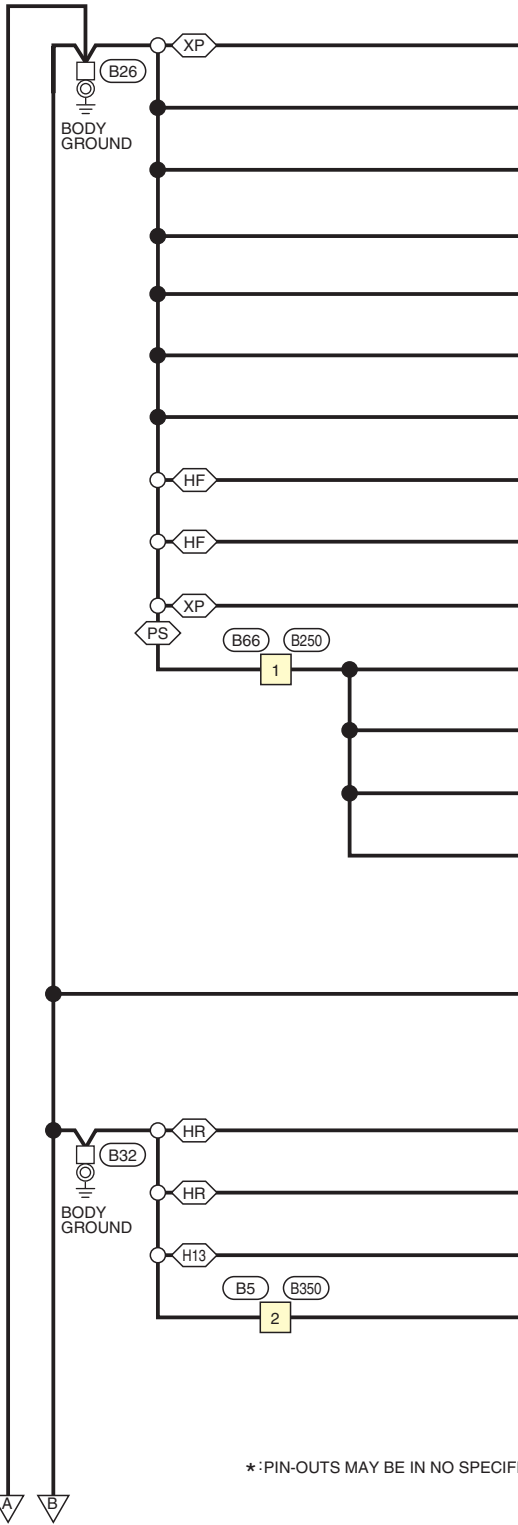 XP
B26
BODY
GROUND
HF
HF
XP
PS
B66 B250
1
HR
B32
HR
BODY
GROUND
H13
B5 B350
2
*:PIN-OUTS MAY BE IN NO SPECIF
A B